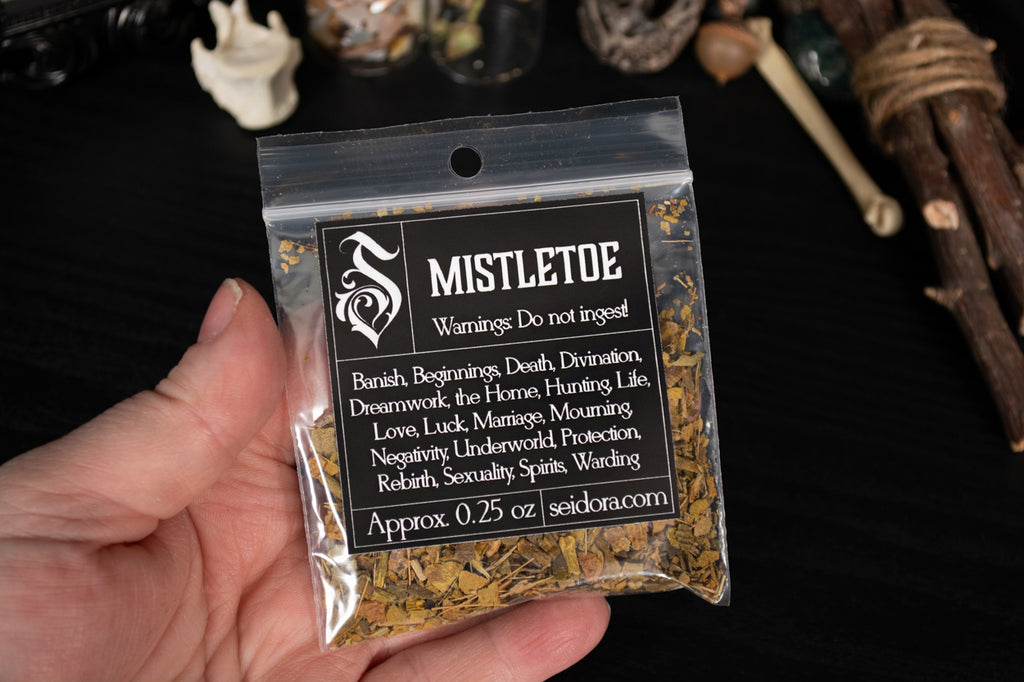 S
MISTLETOE
Warnings: Do not ingest!
Banish, Beginnings, Death, Divination,
Dreamwork, the Home, Hunting, Life,
Love, Luck, Marriage, Mourning,
Negativity, Underworld, Protection,
Rebirth, Sexuality, Spirits, Warding
Approx. 0.25 oz seidora.com